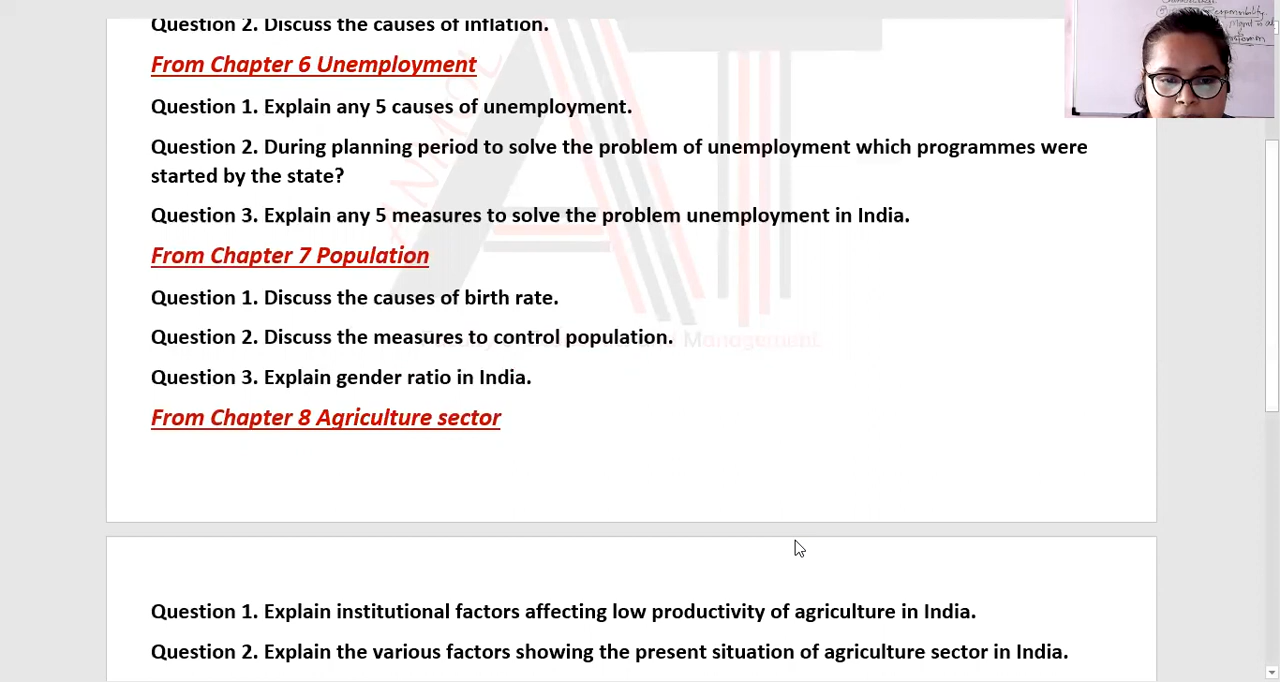 Question 2. Discuss the causes of inflation.
From Chapter 6 Unemployment
Question 1. Explain any 5 causes of unemployment.
Question 2. During planning period to solve the problem of unemployment which programmes were
started by the state?
Question 3. Explain any 5 measures to solve the problem unemployment in India.
From Chapter 7 Population
Question 1. Discuss the causes of birth rate.
Question 2. Discuss the measures to control population.
Question 3. Explain gender ratio in India.
From Chapter 8 Agriculture sector
Question 1. Explain institutional factors affecting low productivity of agriculture in India.
Question 2. Explain the various factors showing the present situation of agriculture sector in India.